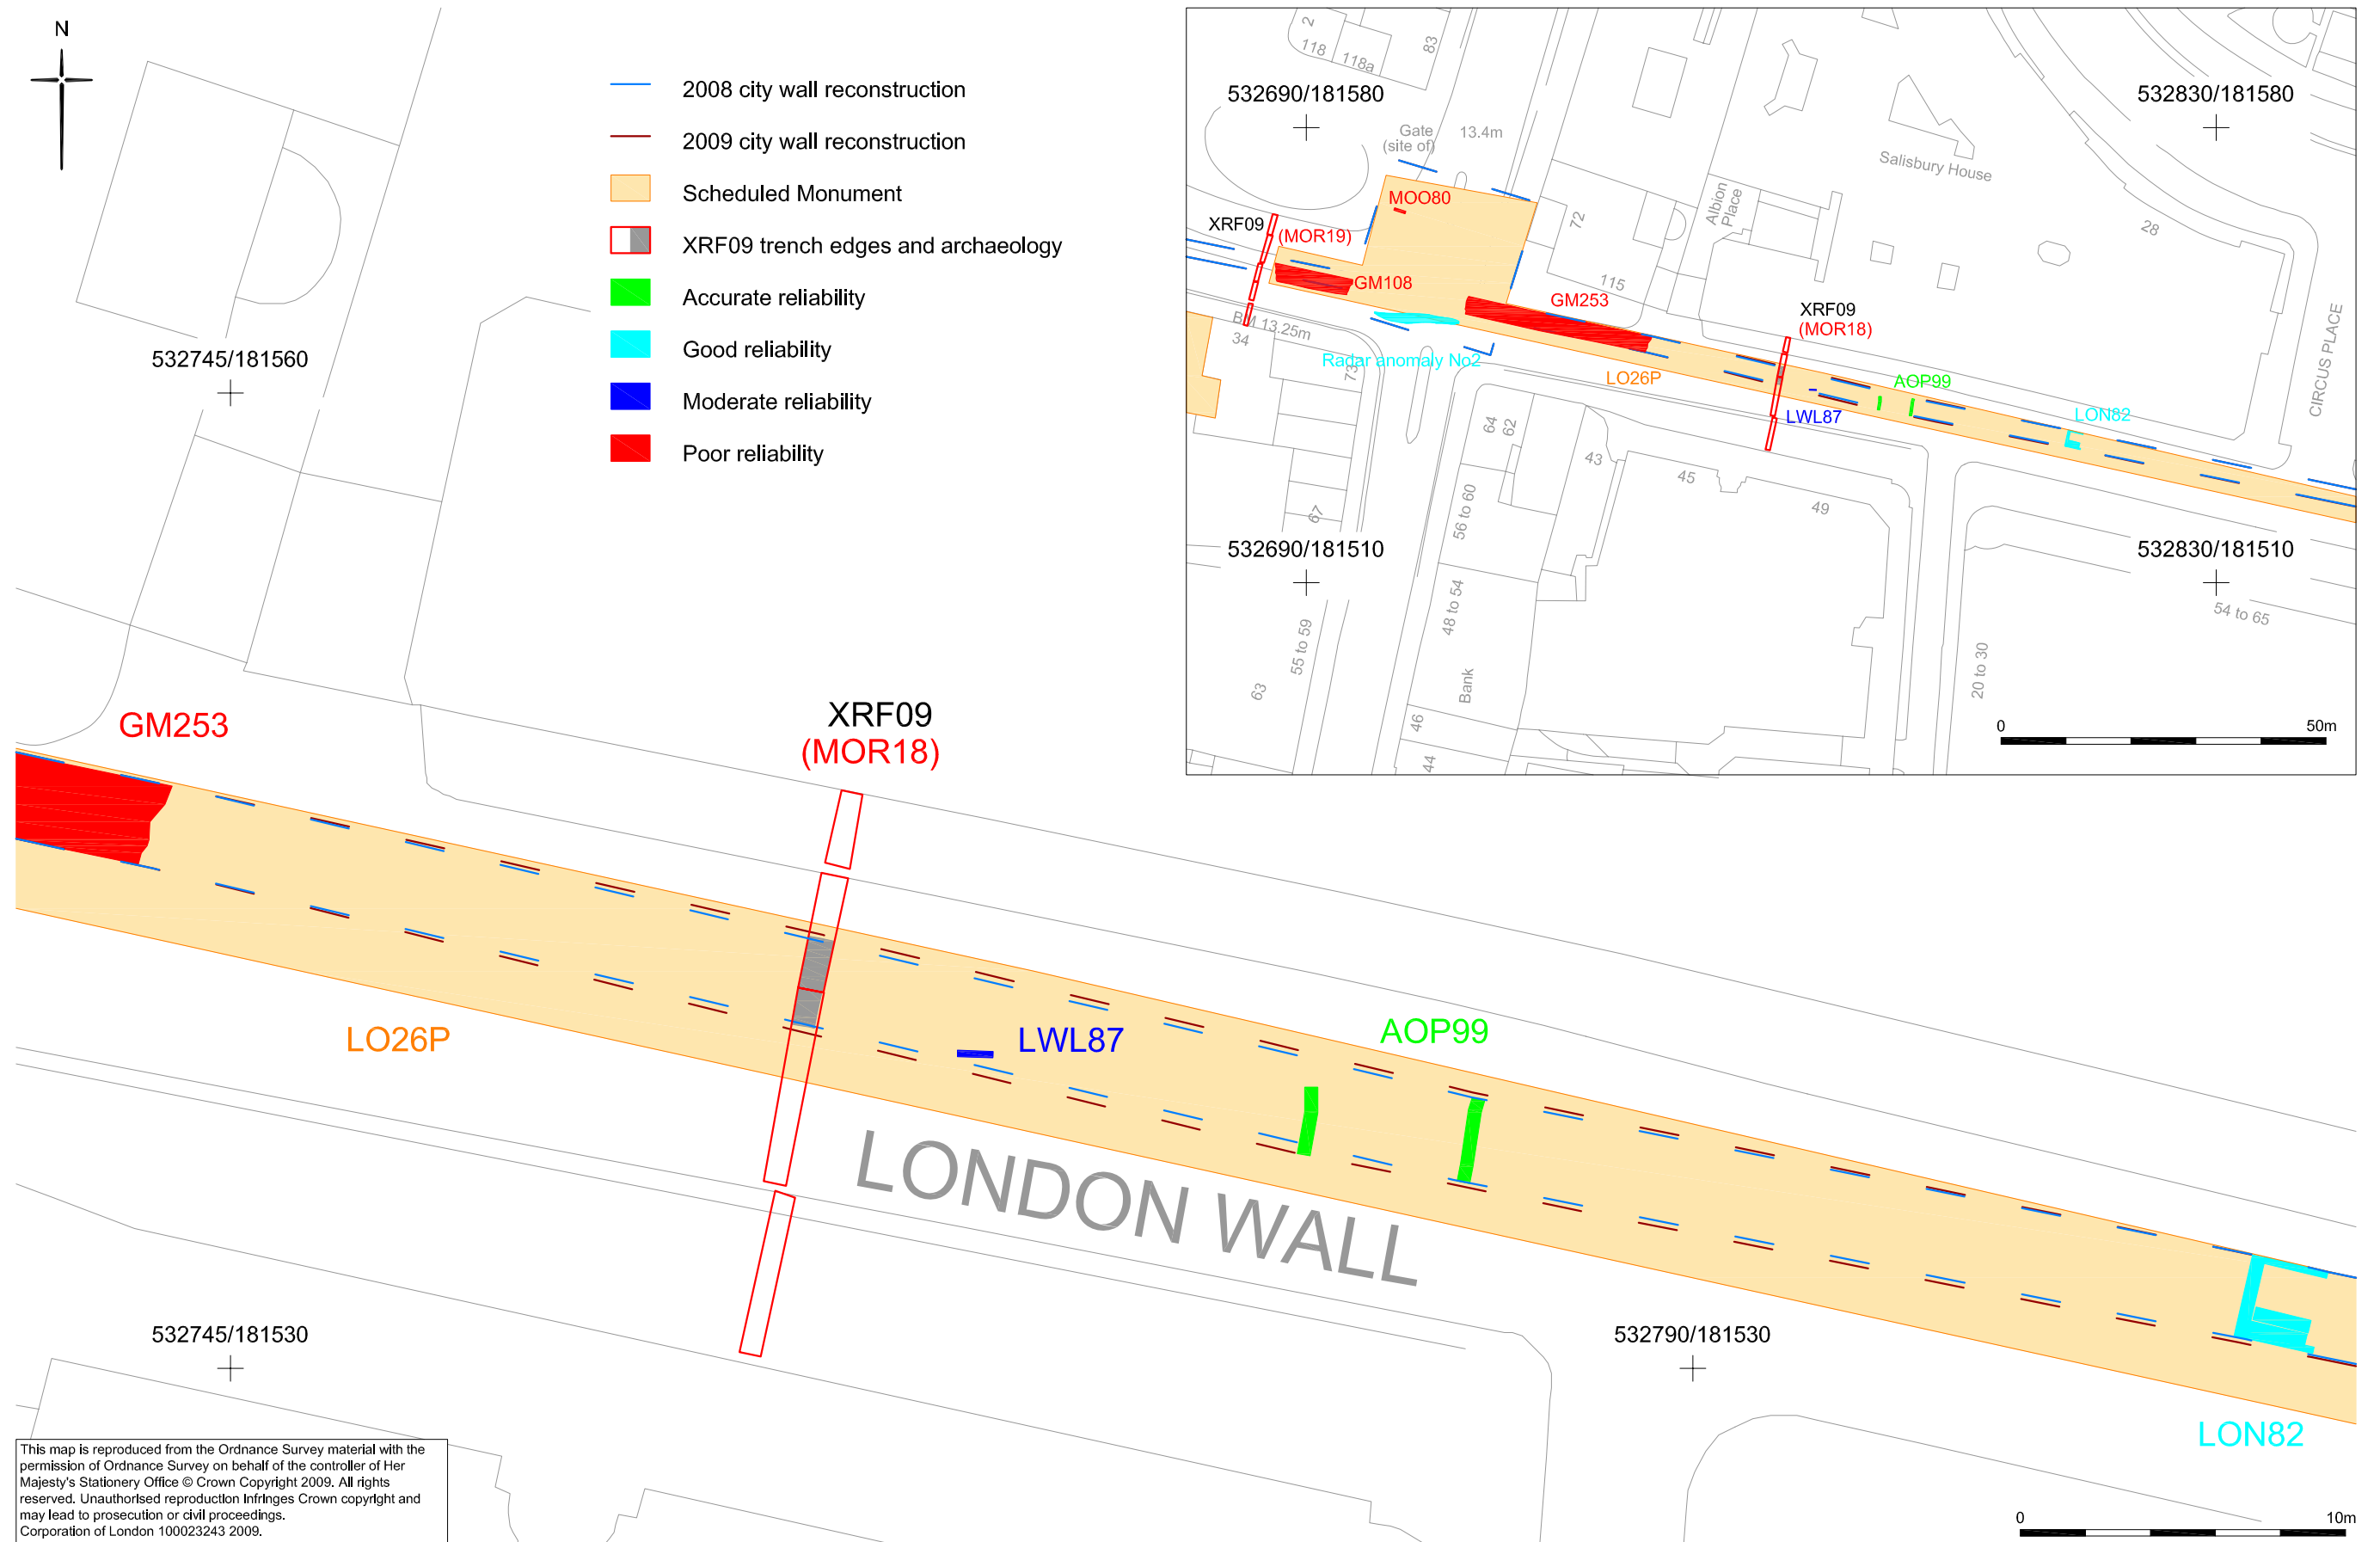 N
2008 city wall reconstruction
2009 city wall reconstruction
Scheduled Monument
XRF09 trench edges and archaeology
Accurate reliability
Good reliability
Moderate reliability
Poor reliability
532745/181560
2
118
118a
83
532690/181580
532830/181580
Gate
(site of)
13.4m
Salisbury House
MOO80
Albion
Place
72
28
XRF09
(MOR19)
GM108
115
GM253
XRF09
(MOR18)
BM 13.25m
34
Radar anomaly No2
73
LO26P
AOP99
CIRCUS PLACE
LWL87
LON82
64
62
43
45
49
56 to 60
67
532690/181510
532830/181510
48 to 54
54 to 65
55 to 59
63
Bank
20 to 30
46
44
0
50m
GM253
XRF09
(MOR18)
LO26P
LWL87
AOP99
LONDON WALL
532745/181530
532790/181530
LON82
This map is reproduced from the Ordnance Survey material with the
permission of Ordnance Survey on behalf of the controller of Her
Majesty's Stationery Office © Crown Copyright 2009. All rights
reserved. Unauthorised reproduction infringes Crown copyright and
may lead to prosecution or civil proceedings.
Corporation of London 100023243 2009.
0
10m